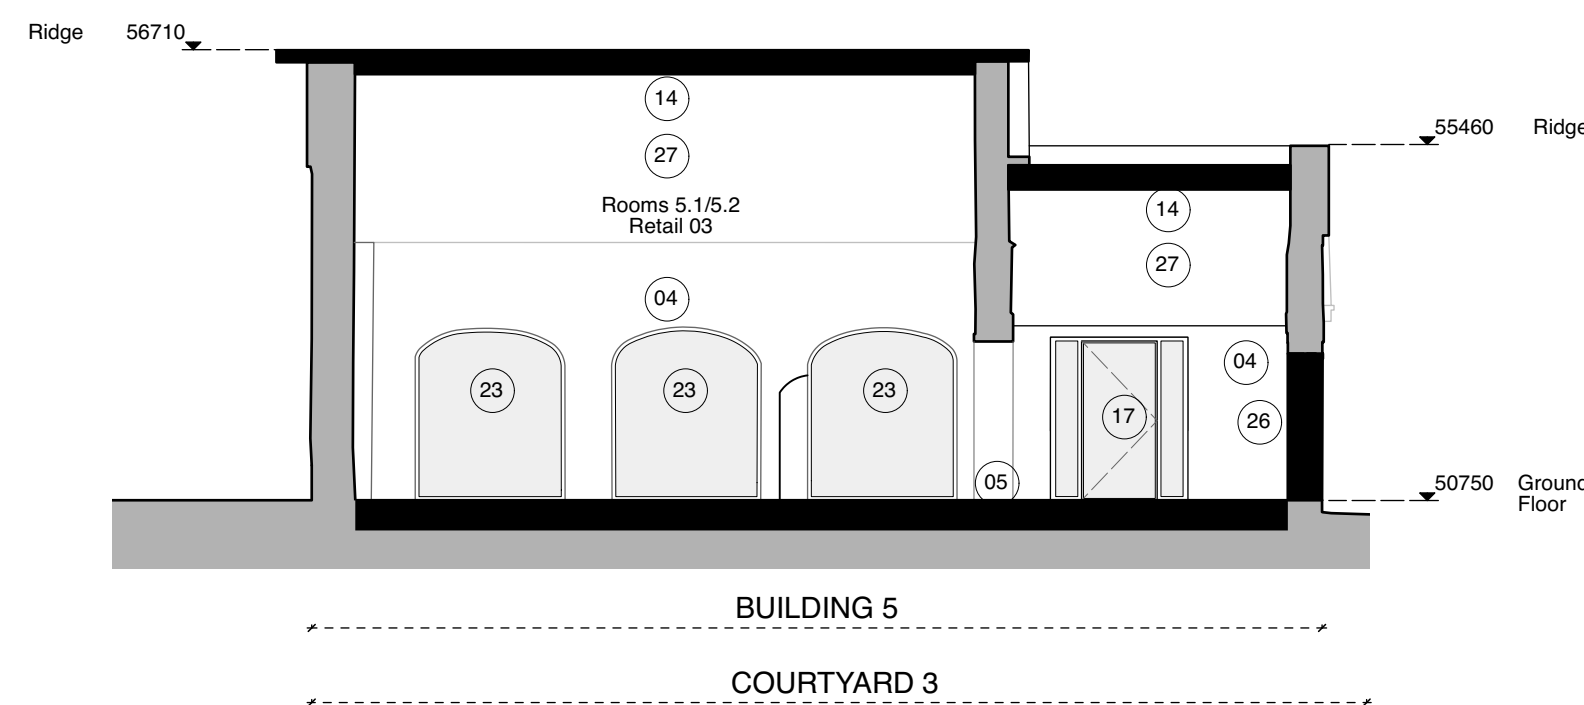 Ridge 56710
14
27
Rooms 5.1/5.2
Retail 03
04
23
23
23
05
55460 Ridge
14
27
04
17
26
50750 Ground
Floor
BUILDING 5
COURTYARD 3